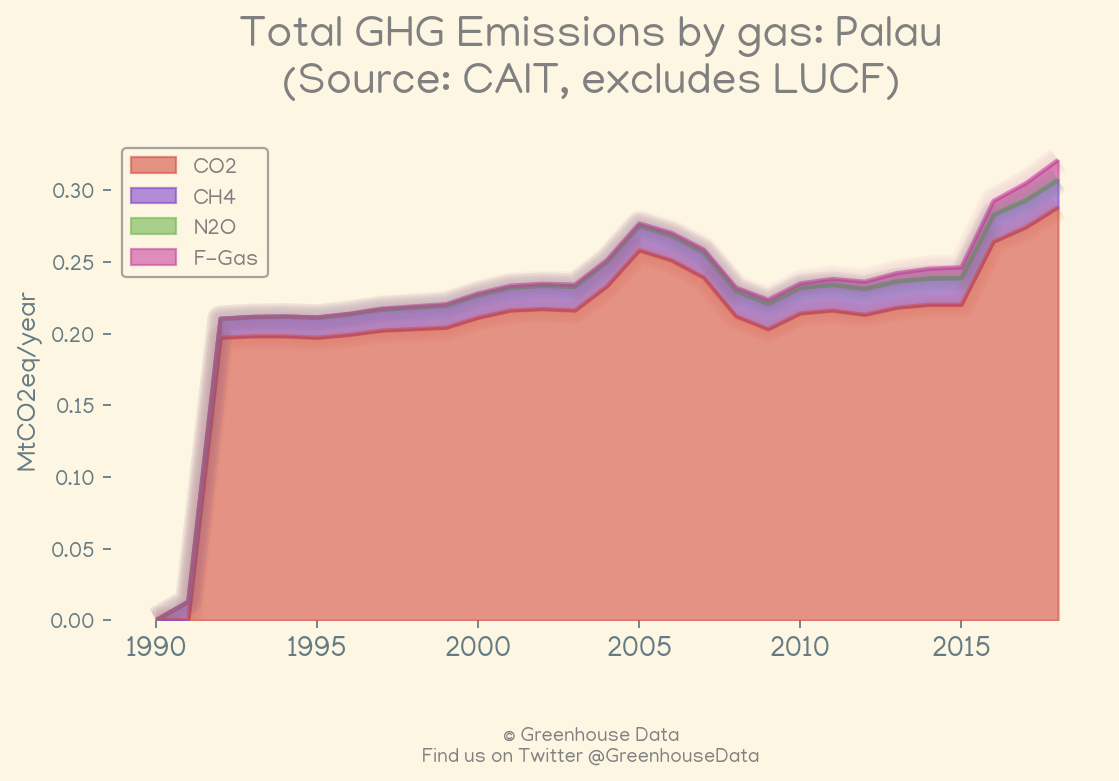 Total GHG Emissions by gas: Palau
(Source: CAIT, excludes LUCF)
CO2
CH4
N2O
F-Gas
MtCO2eq/year
0.30
0.25
0.20
0.15
0.10
0.05
0.00
1990 1995 2000 2005 2010 2015
© Greenhouse Data
Find us on Twitter @GreenhouseData